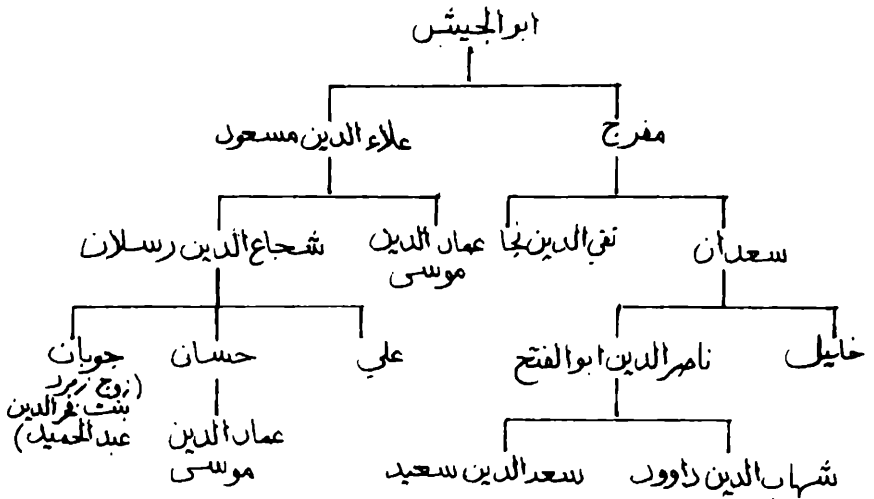 ابو الجيش
مفرج
علاء الدين مسعود
سعدان
تقي الدين نجا
عماد الدين
موسى
شجاع الدين رسلان
خليل
ناصر الدين ابو الفتح
علي
حسان
جوبان
(زوج زمرد
بنت فخر الدين
عبد الحميد)
شهاب الدين داوود
سعد الدين سعيد
عماد الدين
موسى